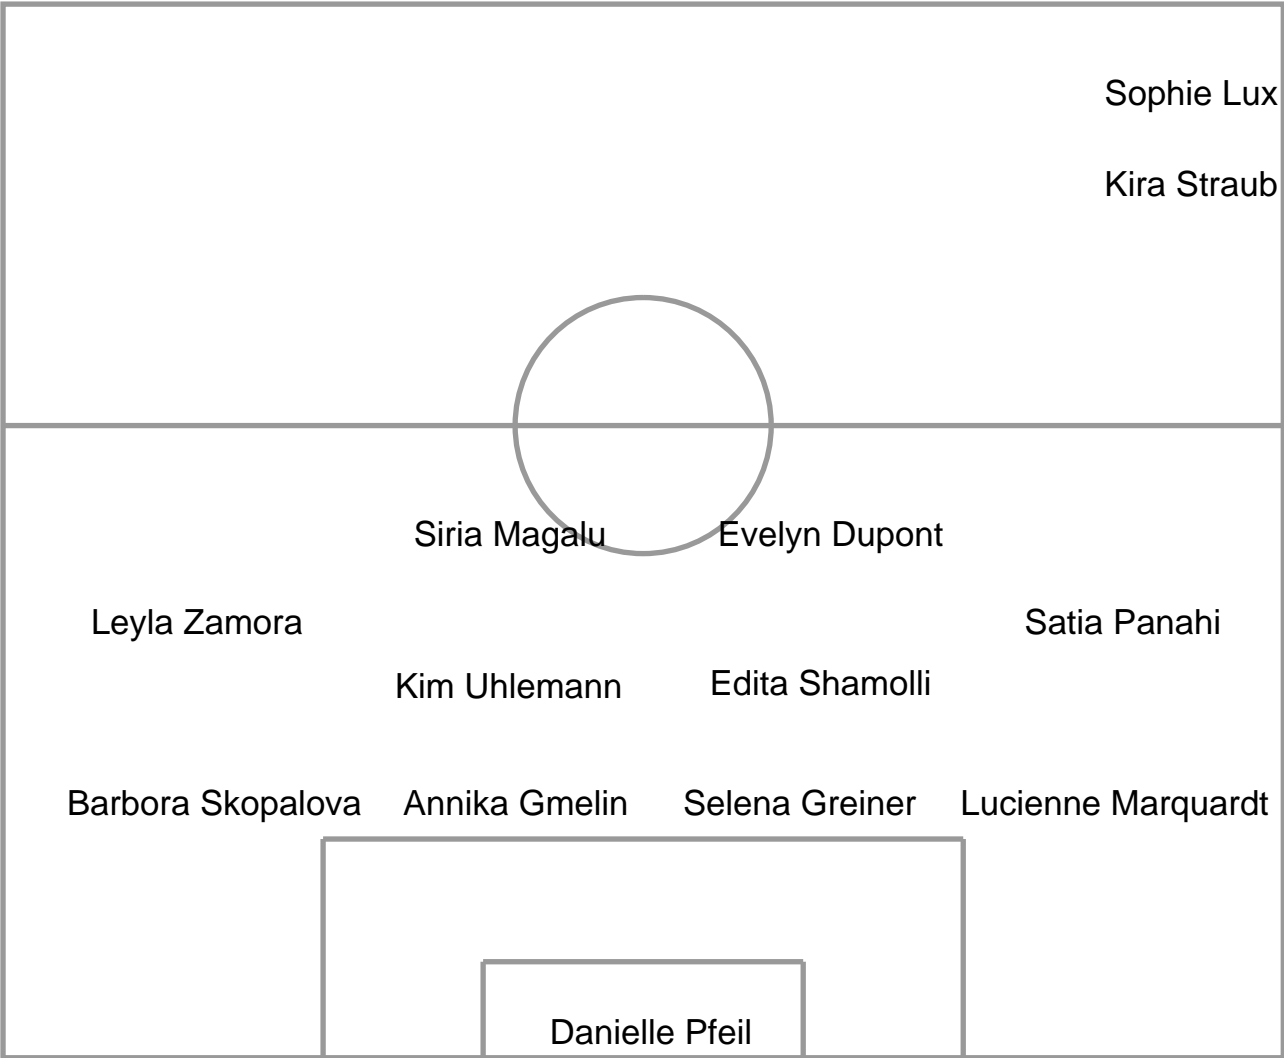 Sophie Lux
Kira Straub
Siria Magalu Evelyn Dupont
Leyla Zamora Satia Panahi
Kim Uhlemann Edita Shamolli
Barbora Skopalova Annika Gmelin Selena Greiner Lucienne Marquardt
Danielle Pfeil